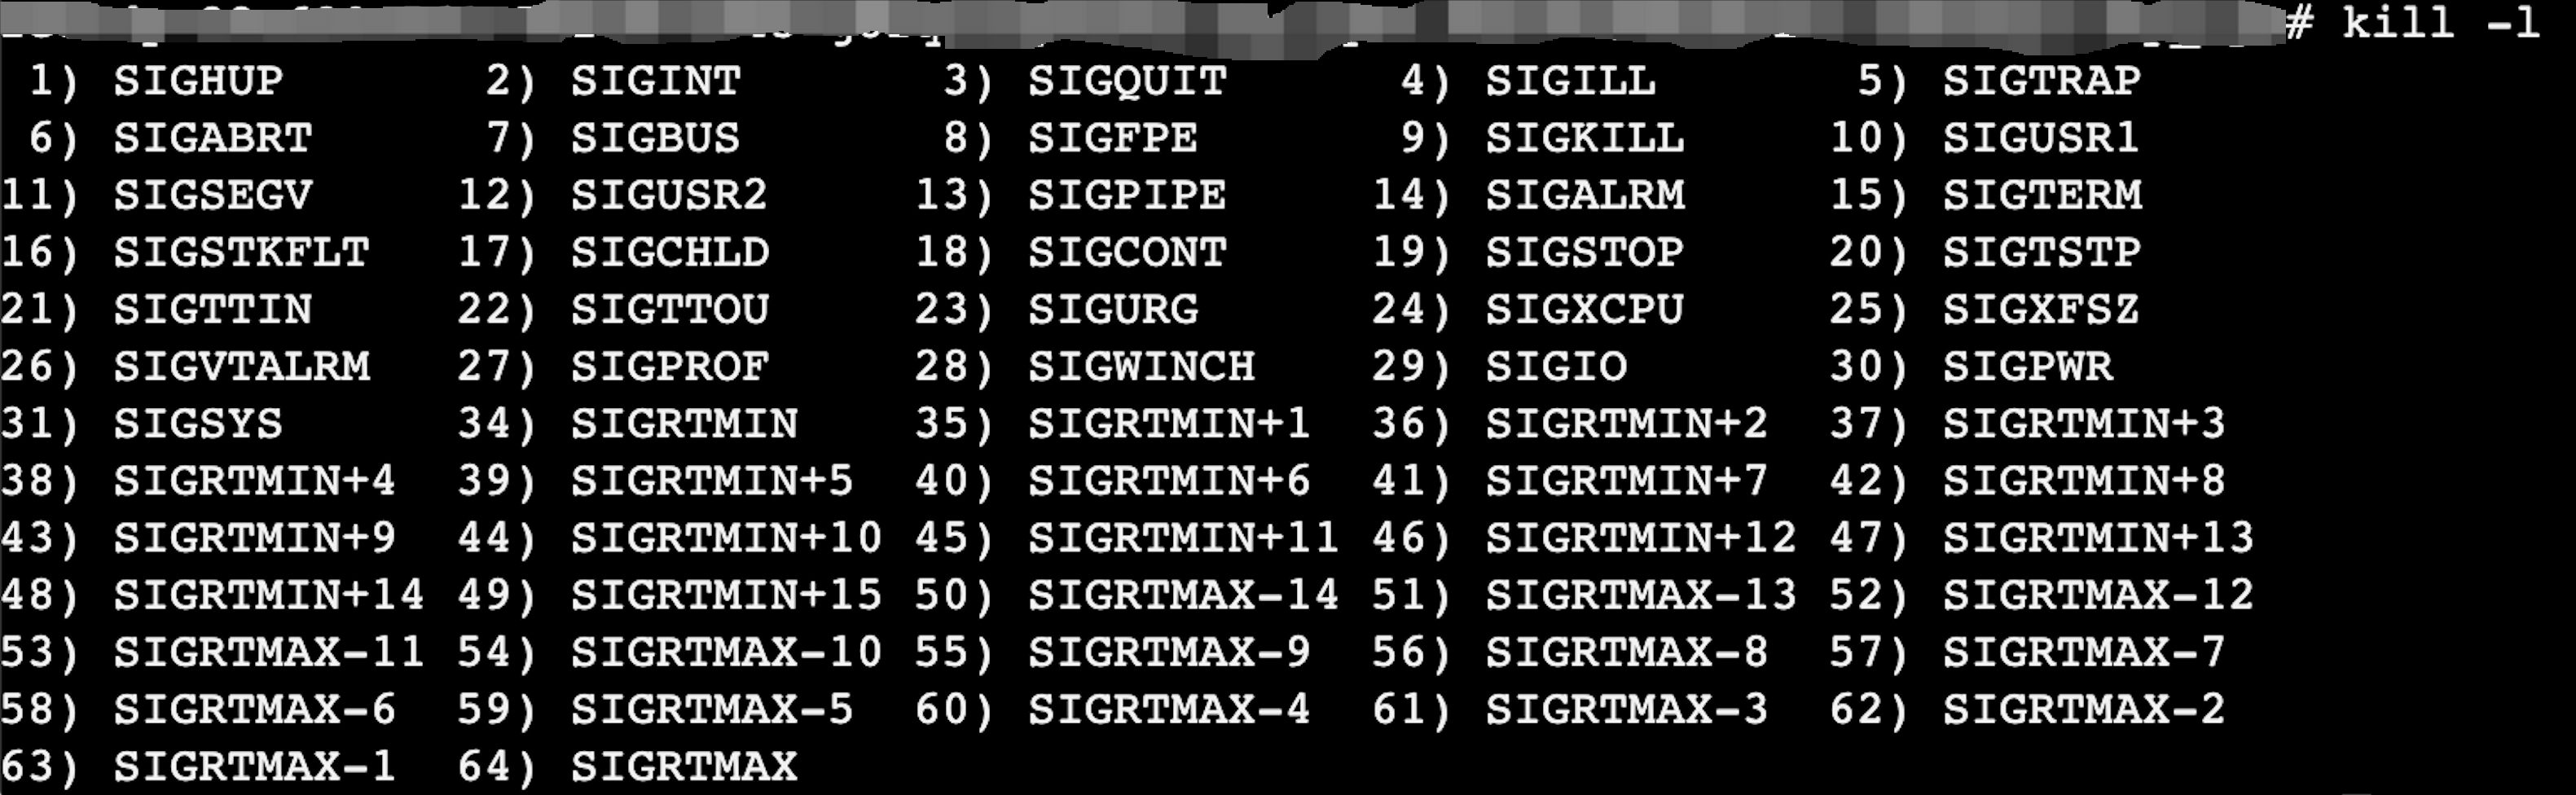 # kill -l
1) SIGHUP 2) SIGINT 3) SIGQUIT 4) SIGILL 5) SIGTRAP
6) SIGABRT 7) SIGBUS 8) SIGFPE 9) SIGKILL 10) SIGUSR1
11) SIGSEGV 12) SIGUSR2 13) SIGPIPE 14) SIGALRM 15) SIGTERM
16) SIGSTKFLT 17) SIGCHLD 18) SIGCONT 19) SIGSTOP 20) SIGTSTP
21) SIGTTIN 22) SIGTTOU 23) SIGURG 24) SIGXCPU 25) SIGXFSZ
26) SIGVTALRM 27) SIGPROF 28) SIGWINCH 29) SIGIO 30) SIGPWR
31) SIGSYS 34) SIGRTMIN 35) SIGRTMIN+1 36) SIGRTMIN+2 37) SIGRTMIN+3
38) SIGRTMIN+4 39) SIGRTMIN+5 40) SIGRTMIN+6 41) SIGRTMIN+7 42) SIGRTMIN+8
43) SIGRTMIN+9 44) SIGRTMIN+10 45) SIGRTMIN+11 46) SIGRTMIN+12 47) SIGRTMIN+13
48) SIGRTMIN+14 49) SIGRTMIN+15 50) SIGRTMAX-14 51) SIGRTMAX-13 52) SIGRTMAX-12
53) SIGRTMAX-11 54) SIGRTMAX-10 55) SIGRTMAX-9 56) SIGRTMAX-8 57) SIGRTMAX-7
58) SIGRTMAX-6 59) SIGRTMAX-5 60) SIGRTMAX-4 61) SIGRTMAX-3 62) SIGRTMAX-2
63) SIGRTMAX-1 64) SIGRTMAX